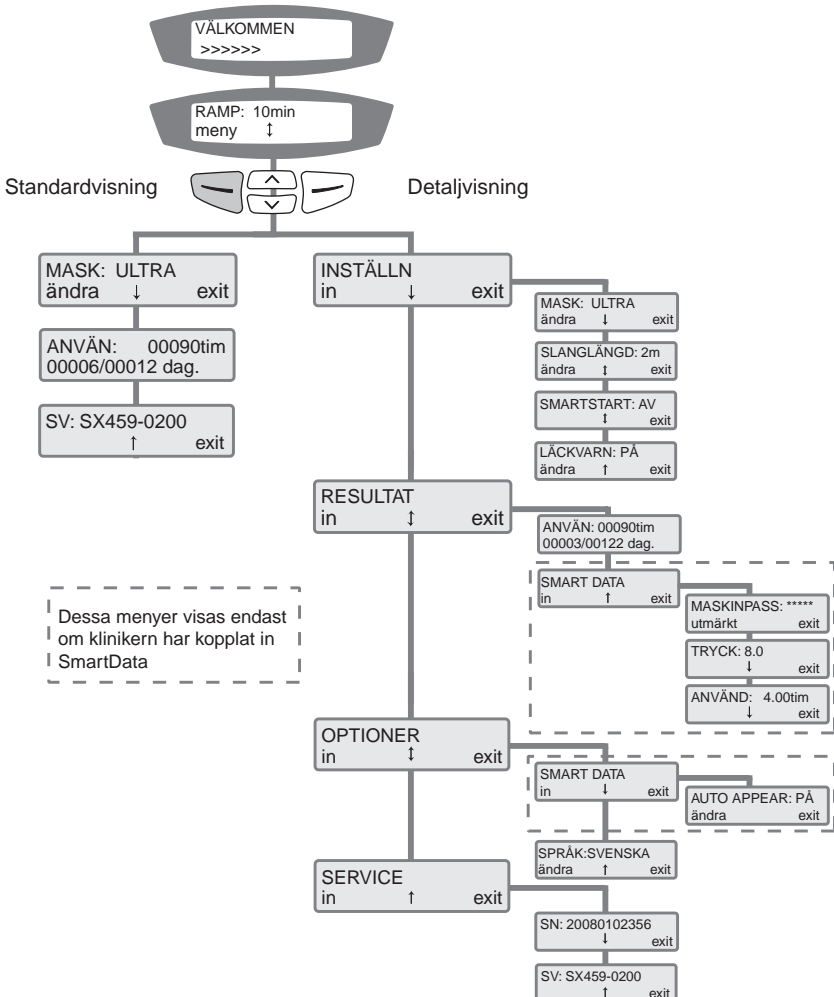 VÄLKOMMEN
>>>>>>
RAMP: 10min
meny ↕
Standardvisning
Detaljvisning
MASK: ULTRA
ändra ↓ exit
ANVÄN: 00090tim
00006/00012 dag.
SV: SX459-0200
↑ exit
INSTÄLLN
in ↓ exit
MASK: ULTRA
ändra ↓ exit
SLANGLÄNGD: 2m
ändra ↕ exit
SMARTSTART: AV
↕ exit
LÄCKVARN: PÅ
ändra ↑ exit
RESULTAT
in ↕ exit
ANVÄN: 00090tim
00003/00122 dag.
SMART DATA
in ↑ exit
MASKINPASS: *****
utmärkt exit
TRYCK: 8.0
↓ exit
ANVÄND: 4.00tim
↓ exit
Dessa menyer visas endast
om klinikern har kopplat in
SmartData
OPTIONER
in ↕ exit
SMART DATA
in ↓ exit
AUTO APPEAR: PÅ
ändra exit
SPRÅK:SVENSKA
ändra ↑ exit
SERVICE
in ↑ exit
SN: 20080102356
↓ exit
SV: SX459-0200
↑ exit